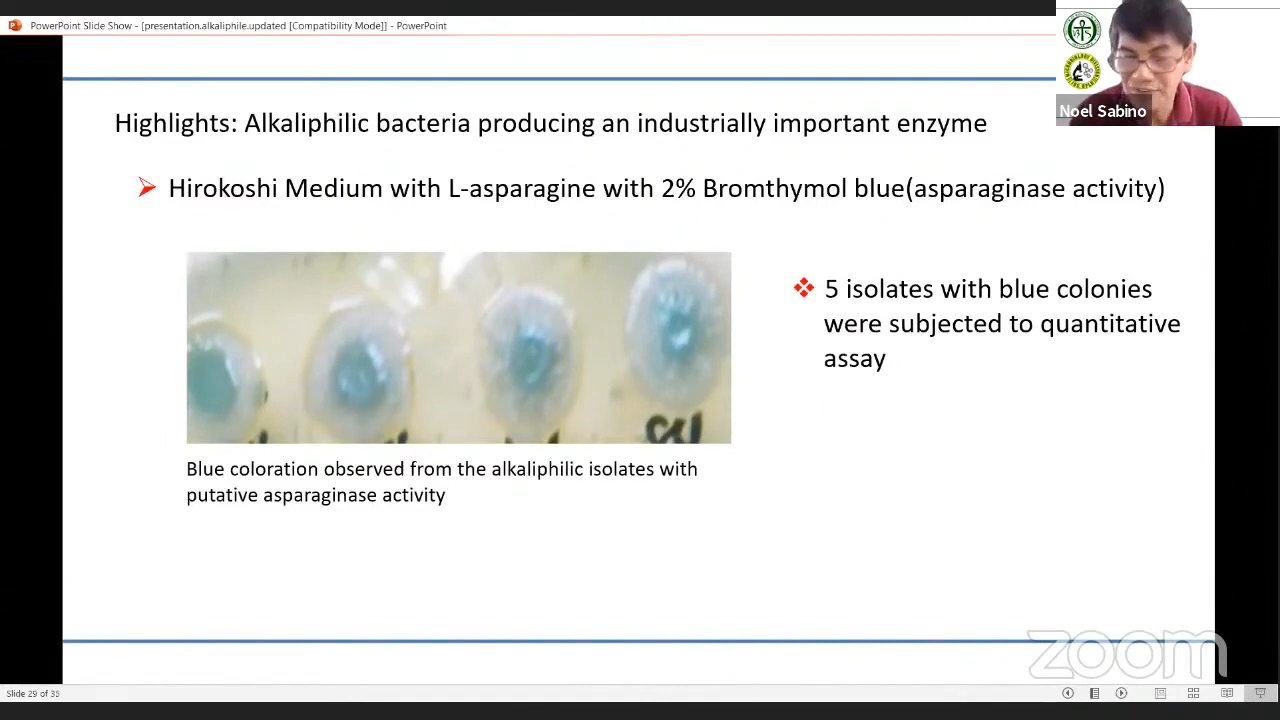 PowerPoint Slide Show - [presentation.alkaliphile.updated [Compatibility Mode]] - PowerPoint
Noel Sabino
Highlights: Alkaliphilic bacteria producing an industrially important enzyme
Hirokoshi Medium with L-asparagine with 2% Bromthymol blue(asparaginase activity)
5 isolates with blue colonies
were subjected to quantitative
assay
Blue coloration observed from the alkaliphilic isolates with
putative asparaginase activity
zoom
Slide 29 of 35